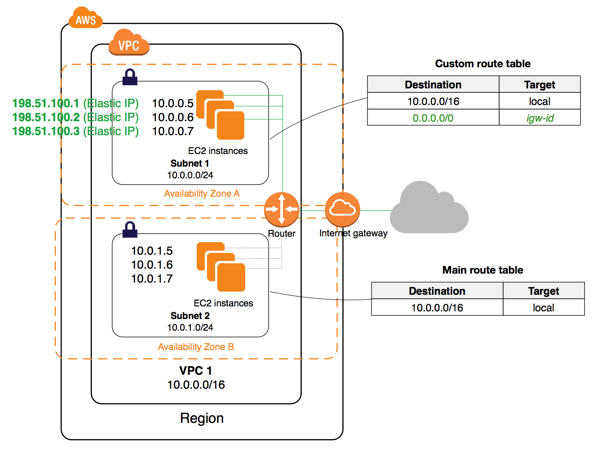 AWS
VPC
198.51.100.1 (Elastic IP)
198.51.100.2 (Elastic IP)
198.51.100.3 (Elastic IP)
10.0.0.5
10.0.0.6
10.0.0.7
EC2 instances
Subnet 1
10.0.0.0/24
Availability Zone A
Router
Internet gateway
10.0.1.5
10.0.1.6
10.0.1.7
EC2 instances
Subnet 2
10.0.1.0/24
Availability Zone B
VPC 1
10.0.0.0/16
Region
Custom route table
Destination Target
10.0.0.0/16 local
0.0.0.0/0 igw-id
Main route table
Destination Target
10.0.0.0/16 local